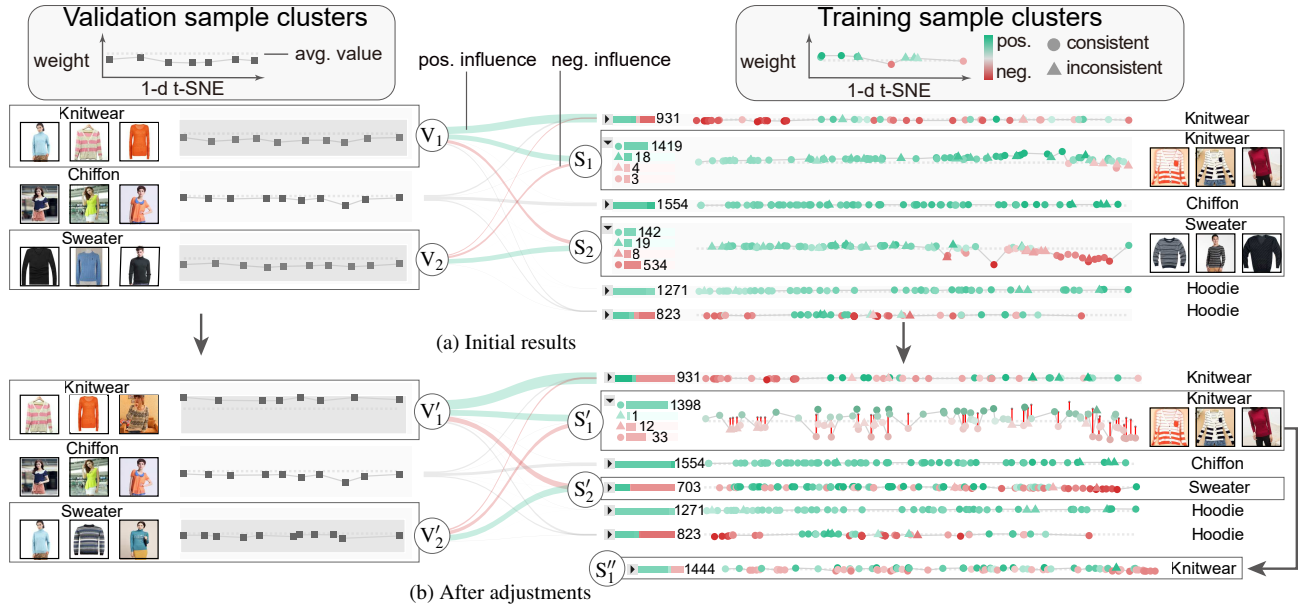 Validation sample clusters
weight
avg. value
1-d t-SNE
pos. influence
neg. influence
Training sample clusters
weight
1-d t-SNE
pos.
neg.
consistent
inconsistent
Knitwear
V1
Chiffon
Sweater
V2
931
Knitwear
S1
1419
18
4
3
Knitwear
1554
Chiffon
S2
142
19
8
534
Sweater
1271
Hoodie
823
Hoodie
(a) Initial results
Knitwear
V′1
Chiffon
Sweater
V′2
931
Knitwear
S′1
1398
1
12
33
Knitwear
1554
Chiffon
S′2
703
Sweater
1271
Hoodie
823
Hoodie
S″1
1444
Knitwear
(b) After adjustments